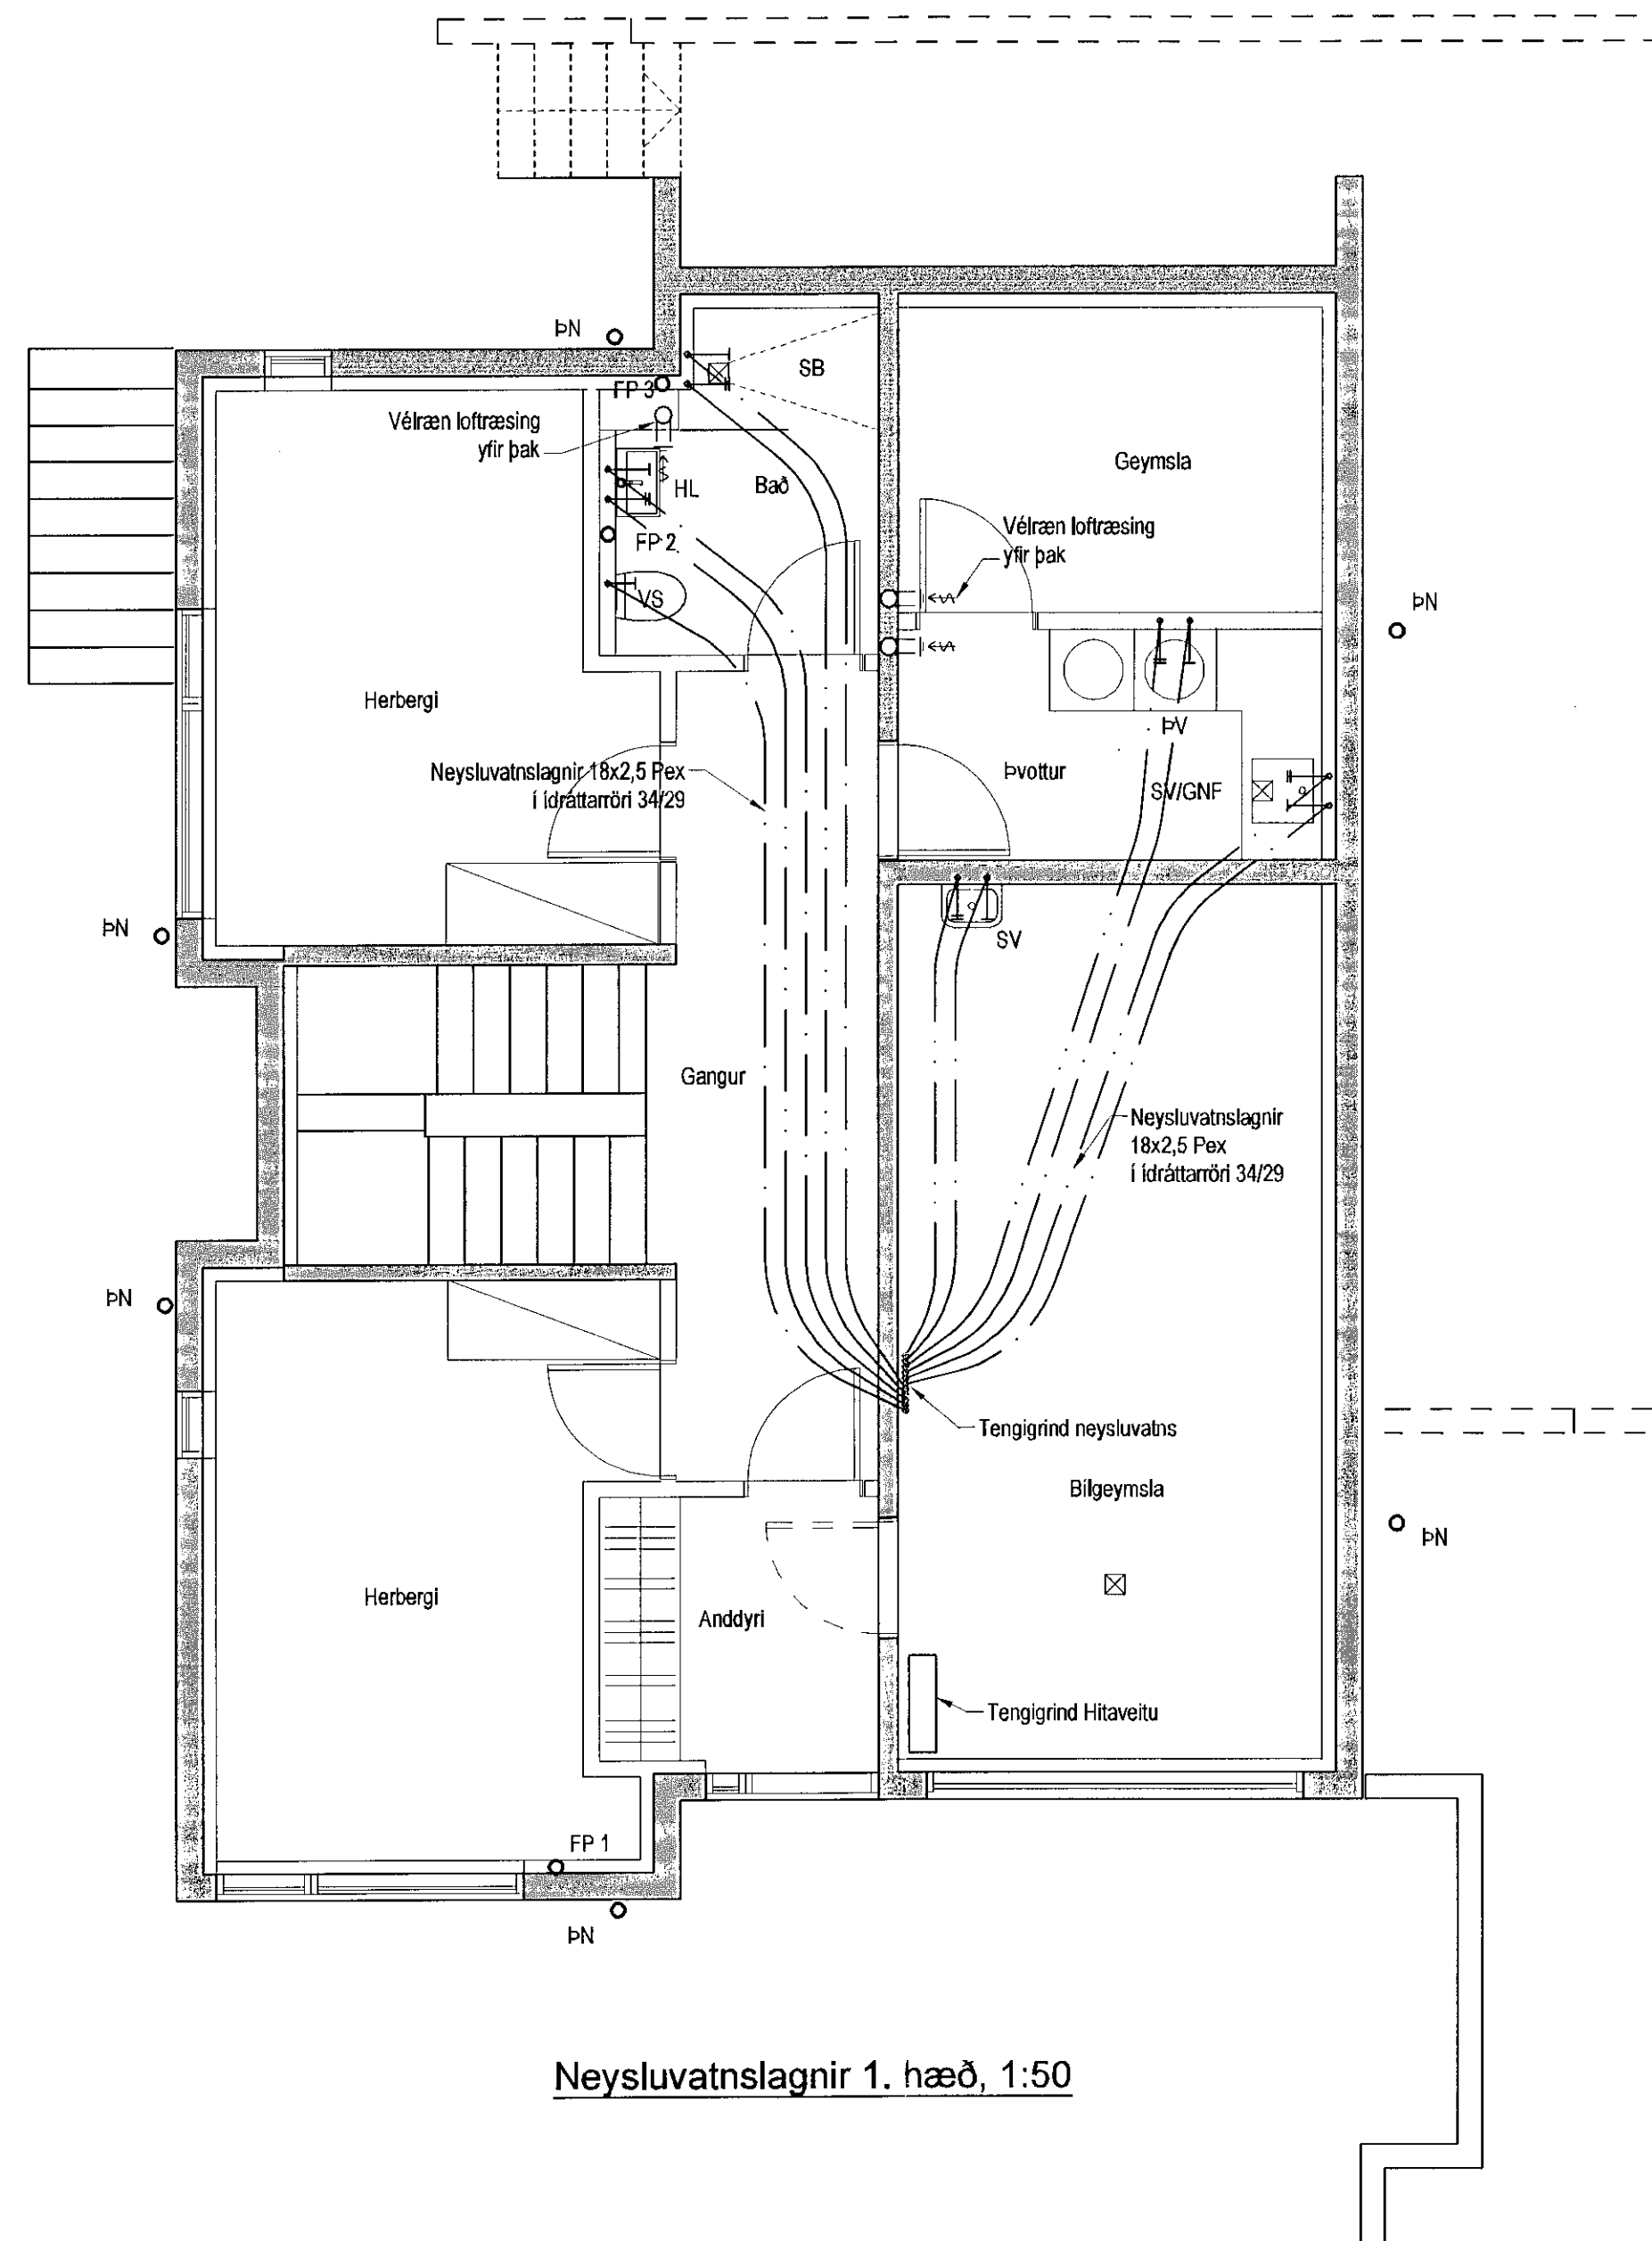 ÞN
SB
FP 3
Vélræn loftræsing
yfir þak
Geymsla
HL
Bað
Vélræn loftræsing
yfir þak
FP 2
VS
ÞN
Herbergi
ÞV
Neysluvatnslagnir 18x2,5 Pex
í ídráttarröri 34/29
Þvottur
SV/GNF
ÞN
SV
Gangur
Neysluvatnslagnir
18x2,5 Pex
í ídráttarröri 34/29
ÞN
Tengigrind neysluvatns
Bílgeymsla
ÞN
Herbergi
Anddyri
Tengigrind Hitaveitu
FP 1
ÞN
Neysluvatnslagnir 1. hæð, 1:50